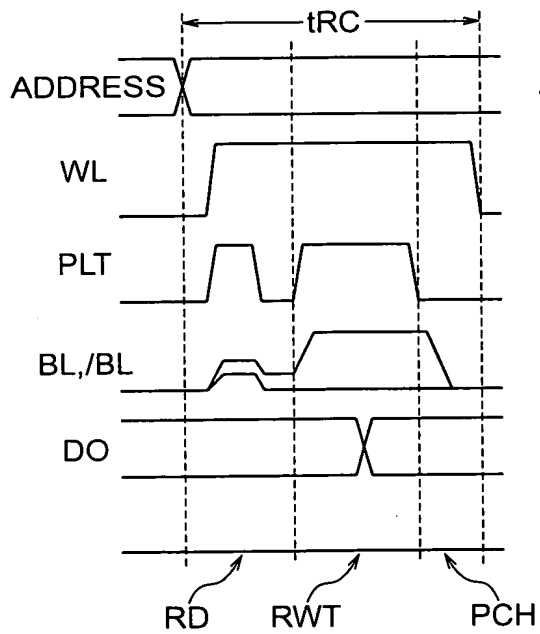 tRC
ADDRESS
WL
PLT
BL,/BL
DO
RD RWT PCH